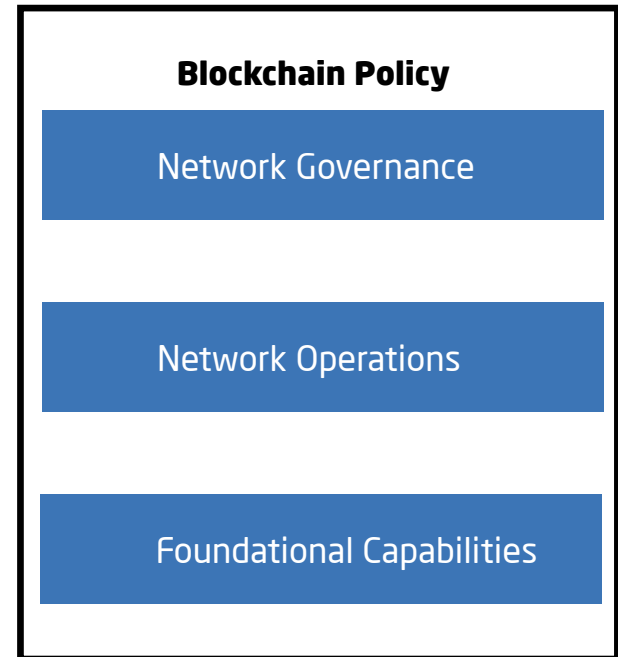 Blockchain Policy
Network Governance
Network Operations
Foundational Capabilities